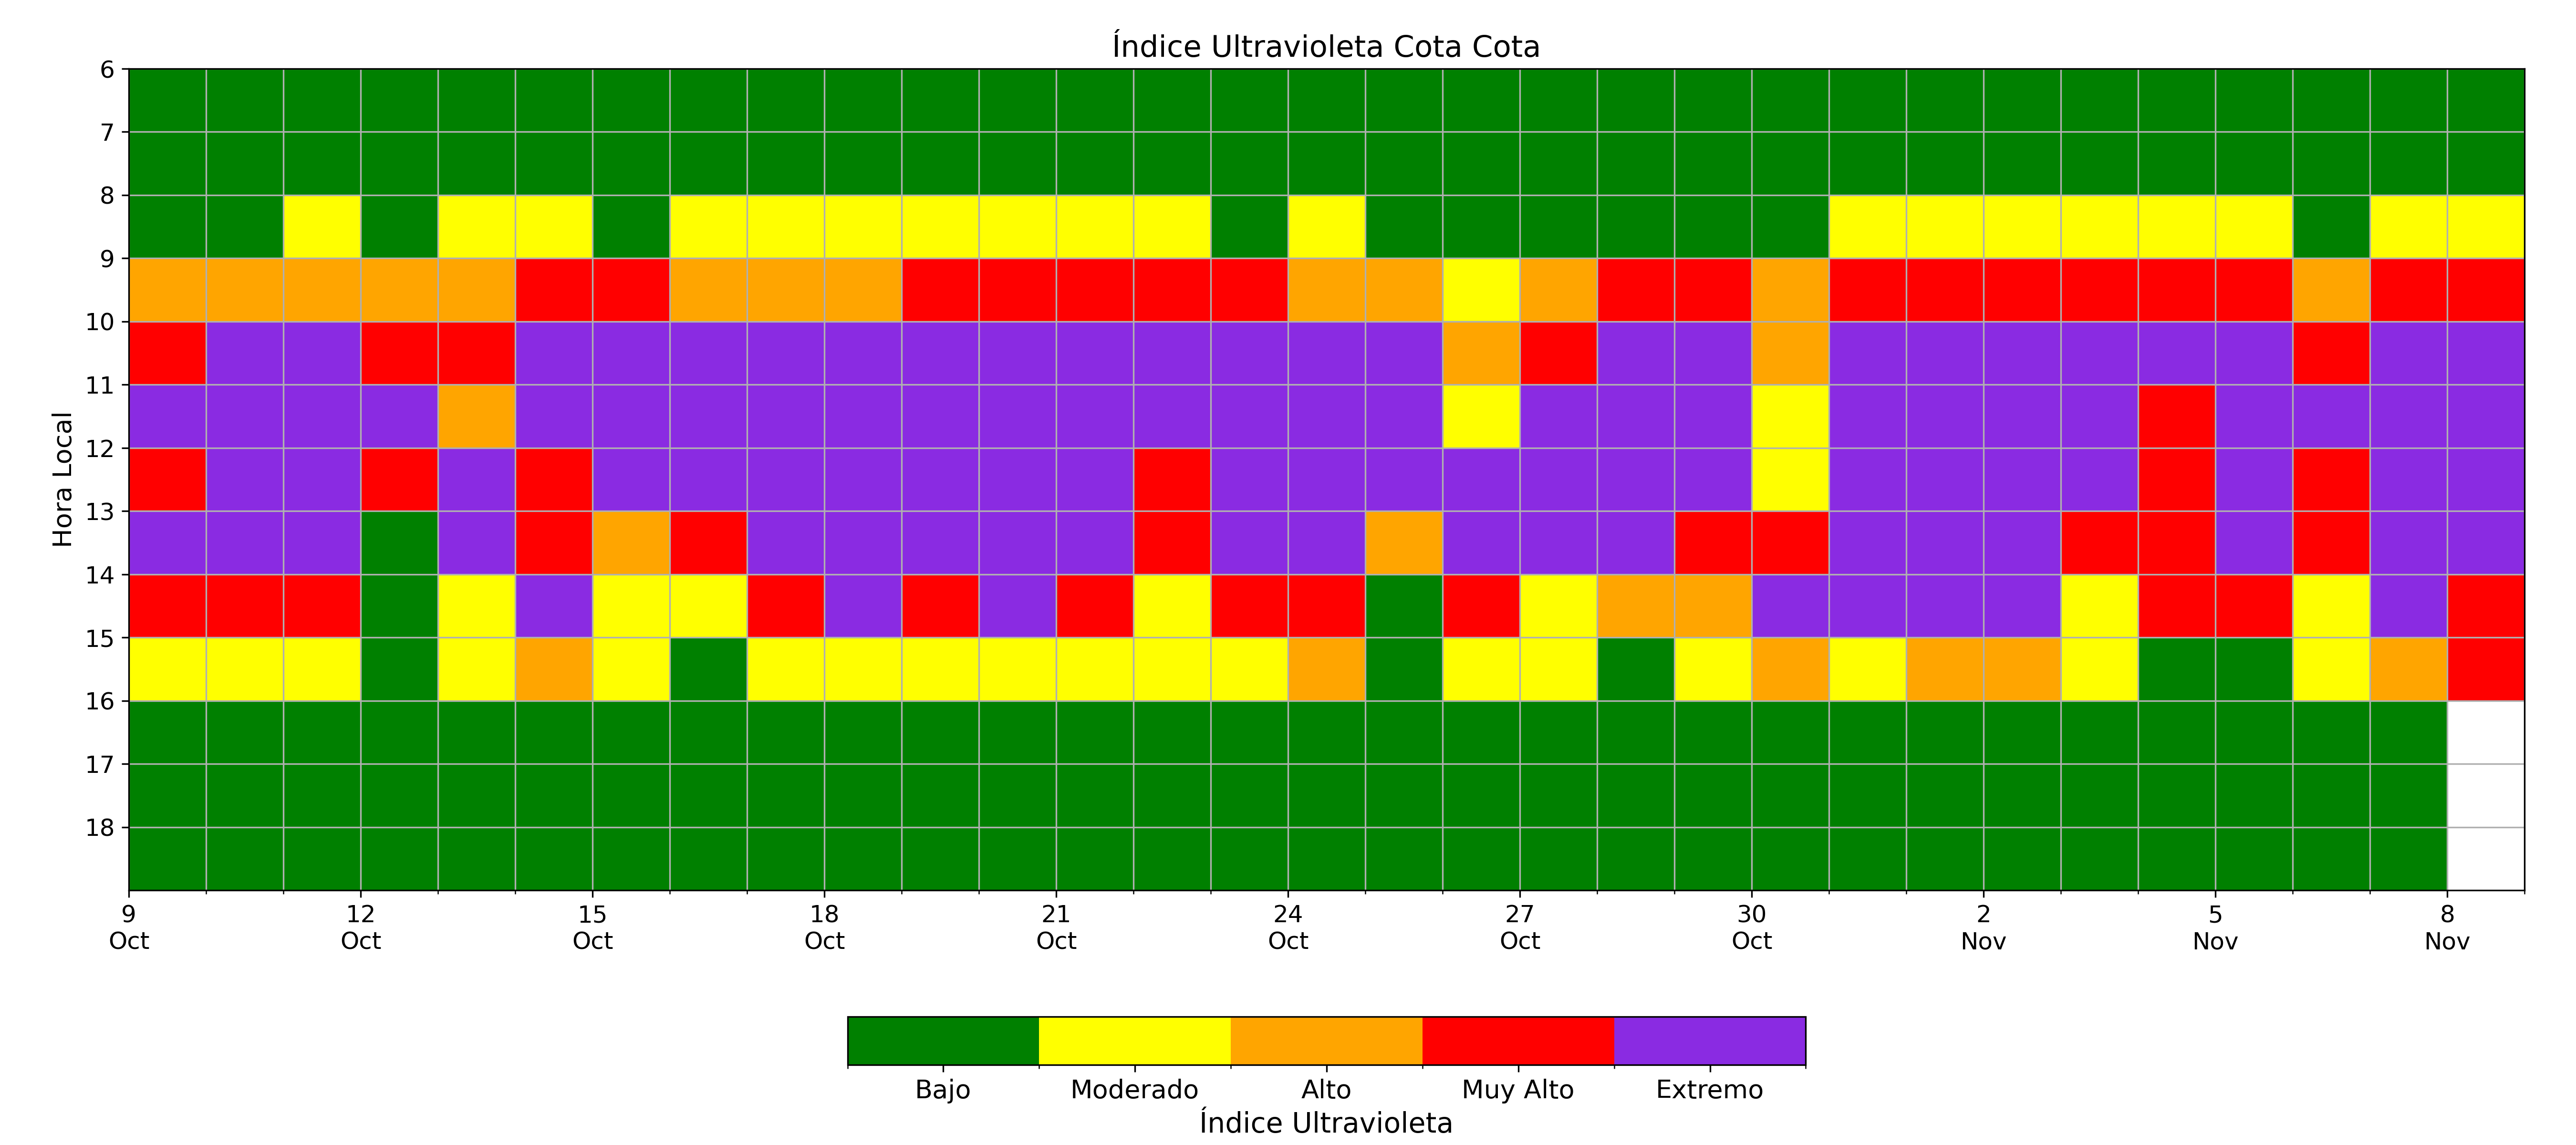 Índice Ultravioleta Cota Cota
Hora Local
6
7
8
9
10
11
12
13
14
15
16
17
18
9 12 15 18 21 24 27 30 2 5 8
Oct Oct Oct Oct Oct Oct Oct Oct Nov Nov Nov
Bajo Moderado Alto Muy Alto Extremo
Índice Ultravioleta